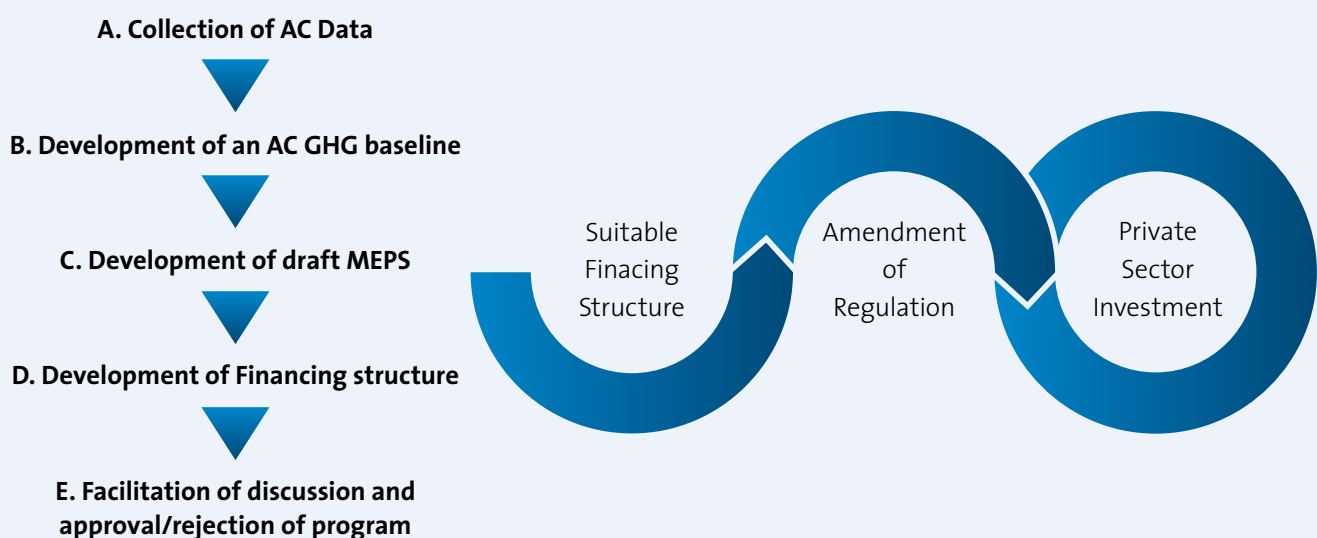 A. Collection of AC Data
B. Development of an AC GHG baseline
C. Development of draft MEPS
D. Development of Financing structure
E. Facilitation of discussion and
approval/rejection of program
Suitable
Finacing
Structure
Amendment
of
Regulation
Private
Sector
Investment